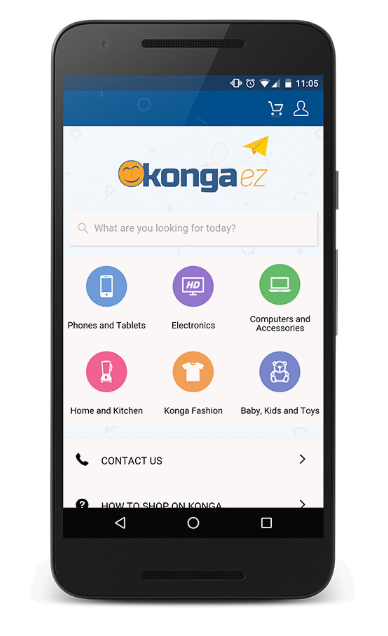 11:05
konga ez
What are you looking for today?
HD
Phones and Tablets
Electronics
Computers and
Accessories
Home and Kitchen
Konga Fashion
Baby, Kids and Toys
CONTACT US
?
HOW TO SHOP ON KONGA